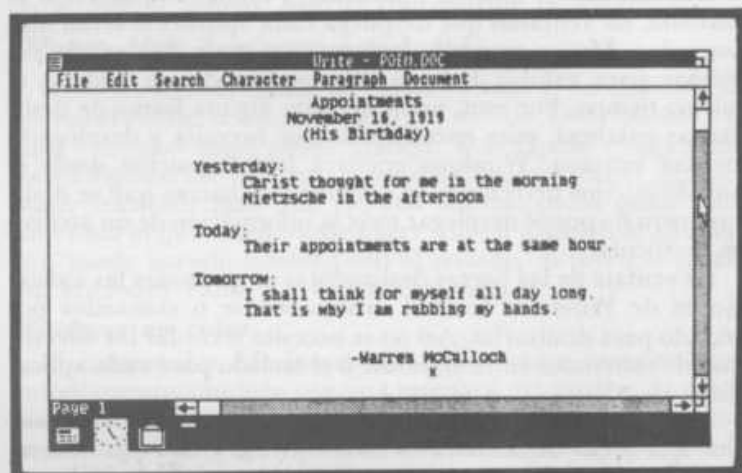 Write - POEM.DOC
File Edit Search Character Paragraph Document
Appointments
November 16, 1919
(His Birthday)
Yesterday:
Christ thought for me in the morning
Nietzsche in the afternoon
Today:
Their appointments are at the same hour
Tomorrow:
I shall think for myself all day long.
That is why I am rubbing my hands.
-Warren McCulloch
Page 1